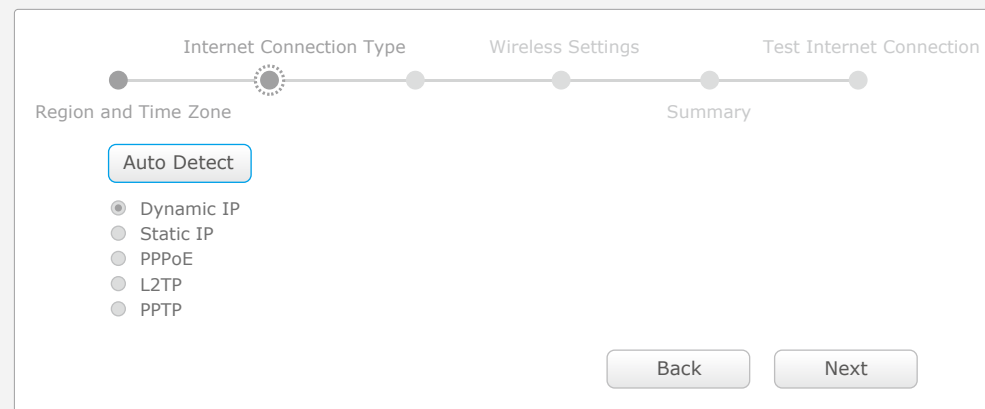 Internet Connection Type
Wireless Settings
Test Internet Connection
Region and Time Zone
Summary
Auto Detect
Dynamic IP
Static IP
PPPoE
L2TP
PPTP
Back
Next